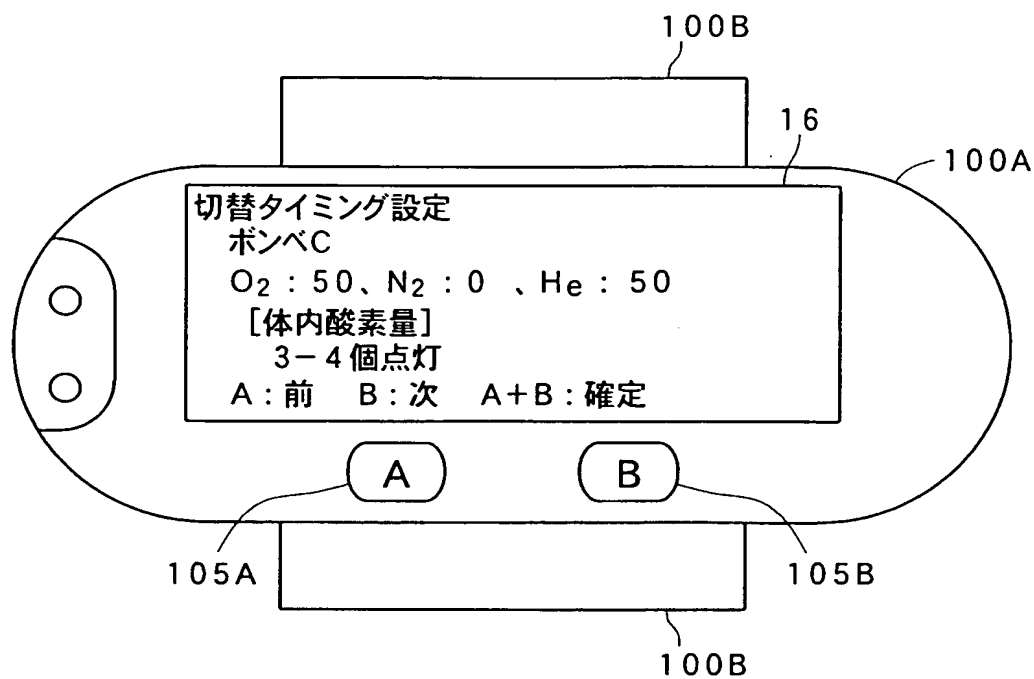 100B
16
100A
切替タイミング設定
ボンベC
O2:50、N2:0 、He:50
[体内酸素量]
3-4個点灯
A:前 B:次 A+B:確定
A B
105A 105B
100B